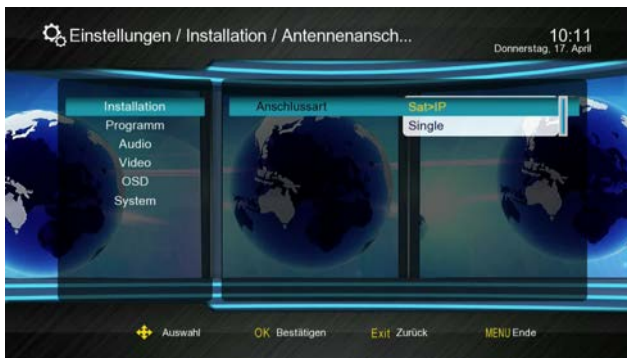 Einstellungen / Installation / Antennenansch...
10:11
Donnerstag, 17. April
Installation
Programm
Audio
Video
OSD
System
Anschlussart
Sat>IP
Single
Auswahl
OK Bestätigen
Exit Zurück
MENU Ende